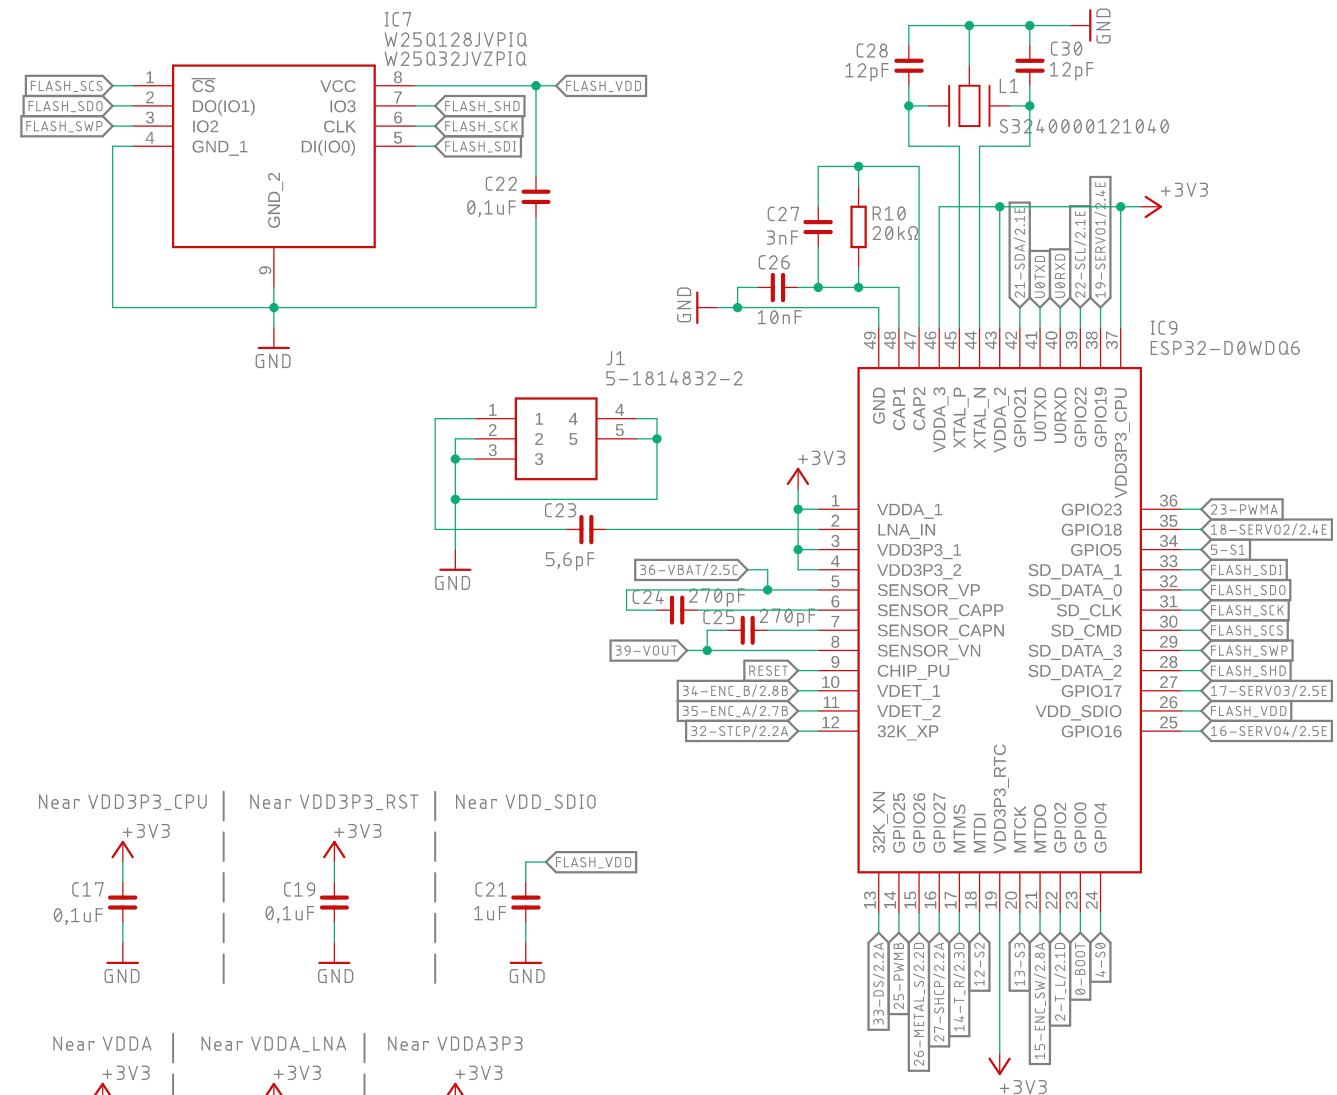 IC7
W25Q128JVPIQ
W25Q32JVZPIQ
FLASH_SCS 1 CS VCC 8 FLASH_VDD
FLASH_SDO 2 DO(IO1) IO3 7 FLASH_SHD
FLASH_SWP 3 IO2 CLK 6 FLASH_SCK
4 GND_1 DI(IO0) 5 FLASH_SDI
GND_2
9
GND
C22
0,1uF
GND
C28
12pF
C30
12pF
L1
S3240000121040
C27
3nF
R10
20kΩ
C26
10nF
GND
+3V3
21-SDA/2.1E
U0TXD
U0RXD
22-SCL/2.1E
19-SERVO1/2.4E
IC9
ESP32-D0WDQ6
49 48 47 46 45 44 43 42 41 40 39 38 37
GND
CAP1
CAP2
VDDA_3
XTAL_P
XTAL_N
VDDA_2
GPIO21
U0TXD
U0RXD
GPIO22
GPIO19
VDD3P3_CPU
J1
5-1814832-2
1 1 4 4
2 2 5 5
3 3
C23
5,6pF
GND
+3V3
1 VDDA_1 GPIO23 36 23-PWMA
2 LNA_IN GPIO18 35 18-SERVO2/2.4E
3 VDD3P3_1 GPIO5 34 5-S1
36-VBAT/2.5C 4 VDD3P3_2 SD_DATA_1 33 FLASH_SDI
5 SENSOR_VP SD_DATA_0 32 FLASH_SDO
C24 270pF 6 SENSOR_CAPP SD_CLK 31 FLASH_SCK
C25 270pF 7 SENSOR_CAPN SD_CMD 30 FLASH_SCS
39-VOUT 8 SENSOR_VN SD_DATA_3 29 FLASH_SWP
RESET 9 CHIP_PU SD_DATA_2 28 FLASH_SHD
34-ENC_B/2.8B 10 VDET_1 GPIO17 27 17-SERVO3/2.5E
35-ENC_A/2.7B 11 VDET_2 VDD_SDIO 26 FLASH_VDD
32-STCP/2.2A 12 32K_XP GPIO16 25 16-SERVO4/2.5E
32K_XN
GPIO25
GPIO26
GPIO27
MTMS
MTDI
VDD3P3_RTC
MTCK
MTDO
GPIO2
GPIO0
GPIO4
13 14 15 16 17 18 19 20 21 22 23 24
33-DS/2.2A
25-PWMB
26-METAL_S/2.2D
27-SHCP/2.2A
14-T_R/2.3D
12-S2
13-S3
15-ENC_SW/2.8A
2-T_L/2.1D
0-BOOT
4-S0
+3V3
Near VDD3P3_CPU
+3V3
C17
0,1uF
GND
Near VDD3P3_RST
+3V3
C19
0,1uF
GND
Near VDD_SDIO
FLASH_VDD
C21
1uF
GND
Near VDDA
+3V3
Near VDDA_LNA
+3V3
Near VDDA3P3
+3V3